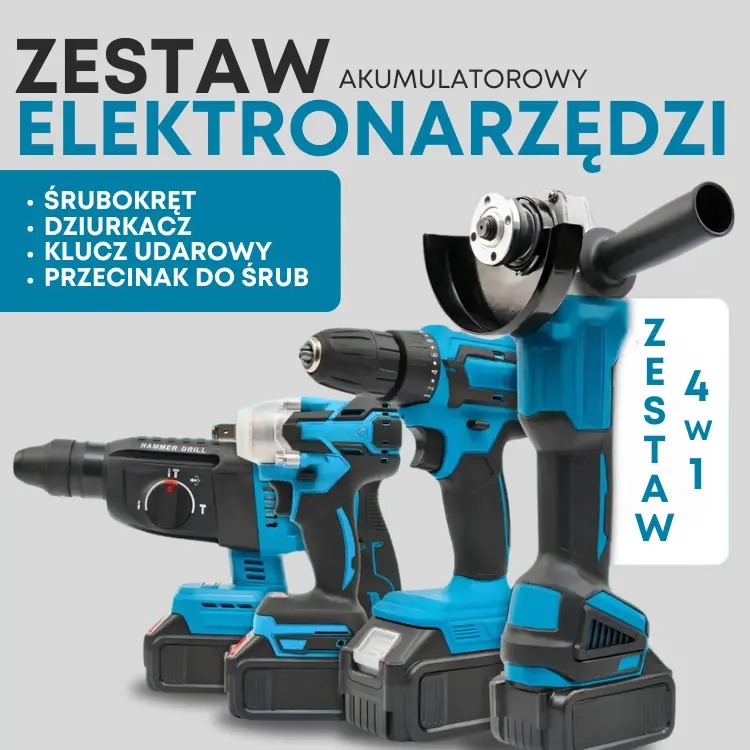 ZESTAW AKUMULATOROWY
ELEKTRONARZĘDZI
• ŚRUBOKRĘT
• DZIURKACZ
• KLUCZ UDAROWY
• PRZECINAK DO ŚRUB
ZESTAW
4 W 1
HAMMER DRILL